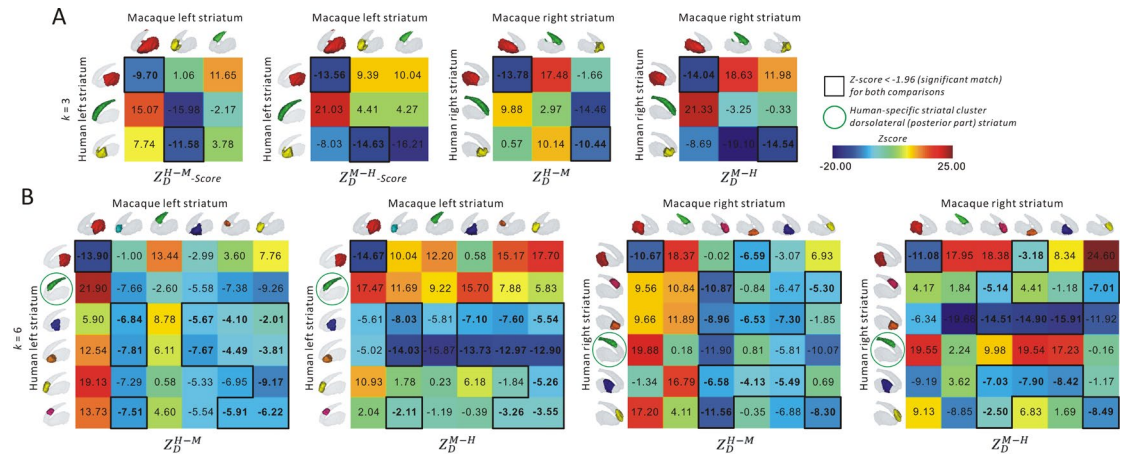 A
Macaque left striatum
Macaque left striatum
Macaque right striatum
Macaque right striatum
k = 3
Human left striatum
-9.70 1.06 11.65
15.07 -15.98 -2.17
7.74 -11.58 3.78
Z_D^{H-M}-Score
Human left striatum
-13.56 9.39 10.04
21.03 4.41 4.27
-8.03 -14.63 -16.21
Z_D^{M-H}-Score
Human right striatum
-13.78 17.48 -1.66
9.88 2.97 -14.46
0.57 10.14 -10.44
Z_D^{H-M}
Human right striatum
-14.04 18.63 11.98
21.33 -3.25 -0.33
-8.69 -14.54
Z_D^{M-H}
Z-score < -1.96 (significant match)
for both comparisons
Human-specific striatal cluster
dorsolateral (posterior part) striatum
Zscore
-20.00 25.00
B
Macaque left striatum
Macaque left striatum
Macaque right striatum
Macaque right striatum
k = 6
Human left striatum
-13.90 -1.00 13.44 -2.99 3.60 7.76
21.90 -7.66 -2.60 -5.58 -7.38 -9.26
5.90 -6.84 8.78 -5.67 -4.10 -2.01
12.54 -7.81 6.11 -7.67 -4.49 -3.81
19.13 -7.29 0.58 -5.33 -6.95 -9.17
13.73 -7.51 4.60 -5.54 -5.91 -6.22
Z_D^{H-M}
Human left striatum
-14.67 10.04 12.20 0.58 15.17 17.70
17.47 11.69 9.22 15.70 7.88 5.83
-5.61 -8.03 -5.81 -7.10 -7.60 -5.54
-5.02 -14.03 -15.87 -13.73 -12.97 -12.90
10.93 1.78 0.23 6.18 -1.84 -5.26
2.04 -2.11 -1.19 -0.39 -3.26 -3.55
Z_D^{M-H}
Human right striatum
-10.67 18.37 -0.02 -6.59 -3.07 6.93
9.56 10.84 -10.87 -0.84 -6.47 -5.30
9.66 11.89 -8.96 -6.53 -7.30 -1.85
19.88 0.18 -11.90 0.81 -5.81 -10.07
-1.34 16.79 -6.58 -4.13 -5.49 0.69
17.20 4.11 -11.56 -0.35 -6.88 -8.30
Z_D^{H-M}
Human right striatum
-11.08 17.95 18.38 -3.18 8.34 24.60
4.17 1.84 -5.14 4.41 -1.18 -7.01
-6.34 -14.51 -14.90 -15.91 -11.92
19.55 2.24 9.98 19.54 17.23 -0.16
-9.19 3.62 -7.03 -7.90 -8.42 -1.17
9.13 -8.85 -2.50 6.83 1.69 -8.49
Z_D^{M-H}